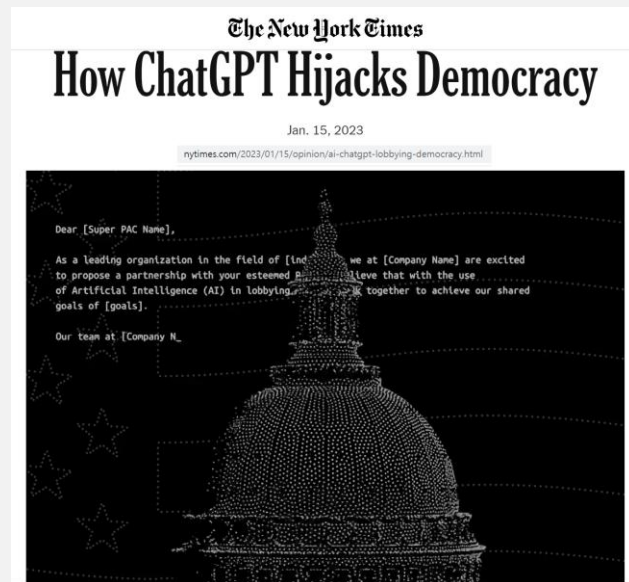 The New York Times
How ChatGPT Hijacks Democracy
Jan. 15, 2023
nytimes.com/2023/01/15/opinion/ai-chatgpt-lobbying-democracy.html
Dear [Super PAC Name],
As a leading organization in the field of [ind we at [Company Name] are excited
to propose a partnership with your esteemed lieve that with the use
of Artificial Intelligence (AI) in lobbying, together to achieve our shared
goals of [goals].
Our team at [Company N_